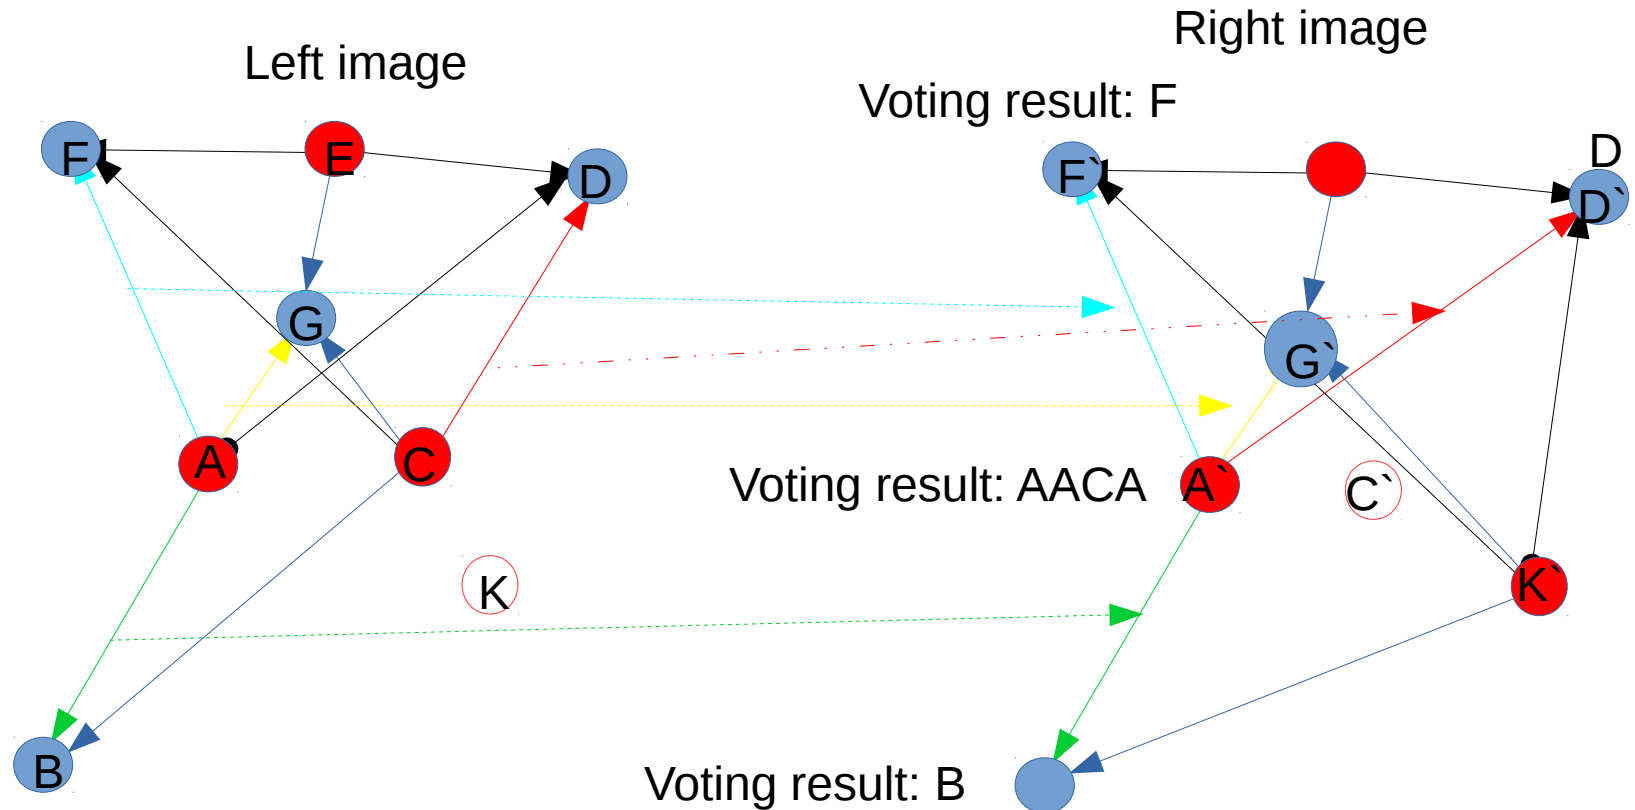 Left image
Right image
Voting result: F
F
E
D
F`
D
D`
G
G`
A
C
Voting result: AACA
A`
C`
K
K`
B
Voting result: B